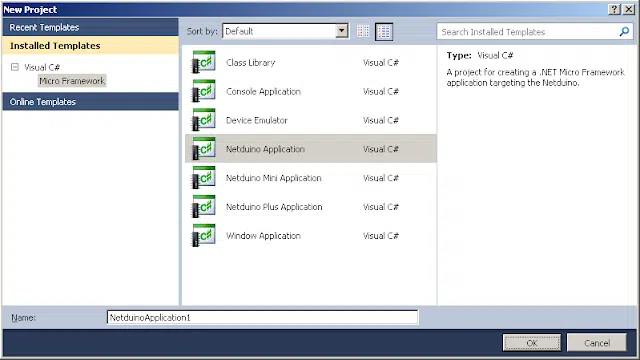 New Project
Recent Templates
Installed Templates
Visual C#
Micro Framework
Online Templates
Sort by: Default
Search Installed Templates
Class Library Visual C#
Console Application Visual C#
Device Emulator Visual C#
Netduino Application Visual C#
Netduino Mini Application Visual C#
Netduino Plus Application Visual C#
Window Application Visual C#
Type: Visual C#
A project for creating a .NET Micro Framework
application targeting the Netduino.
Name: NetduinoApplication1
OK Cancel